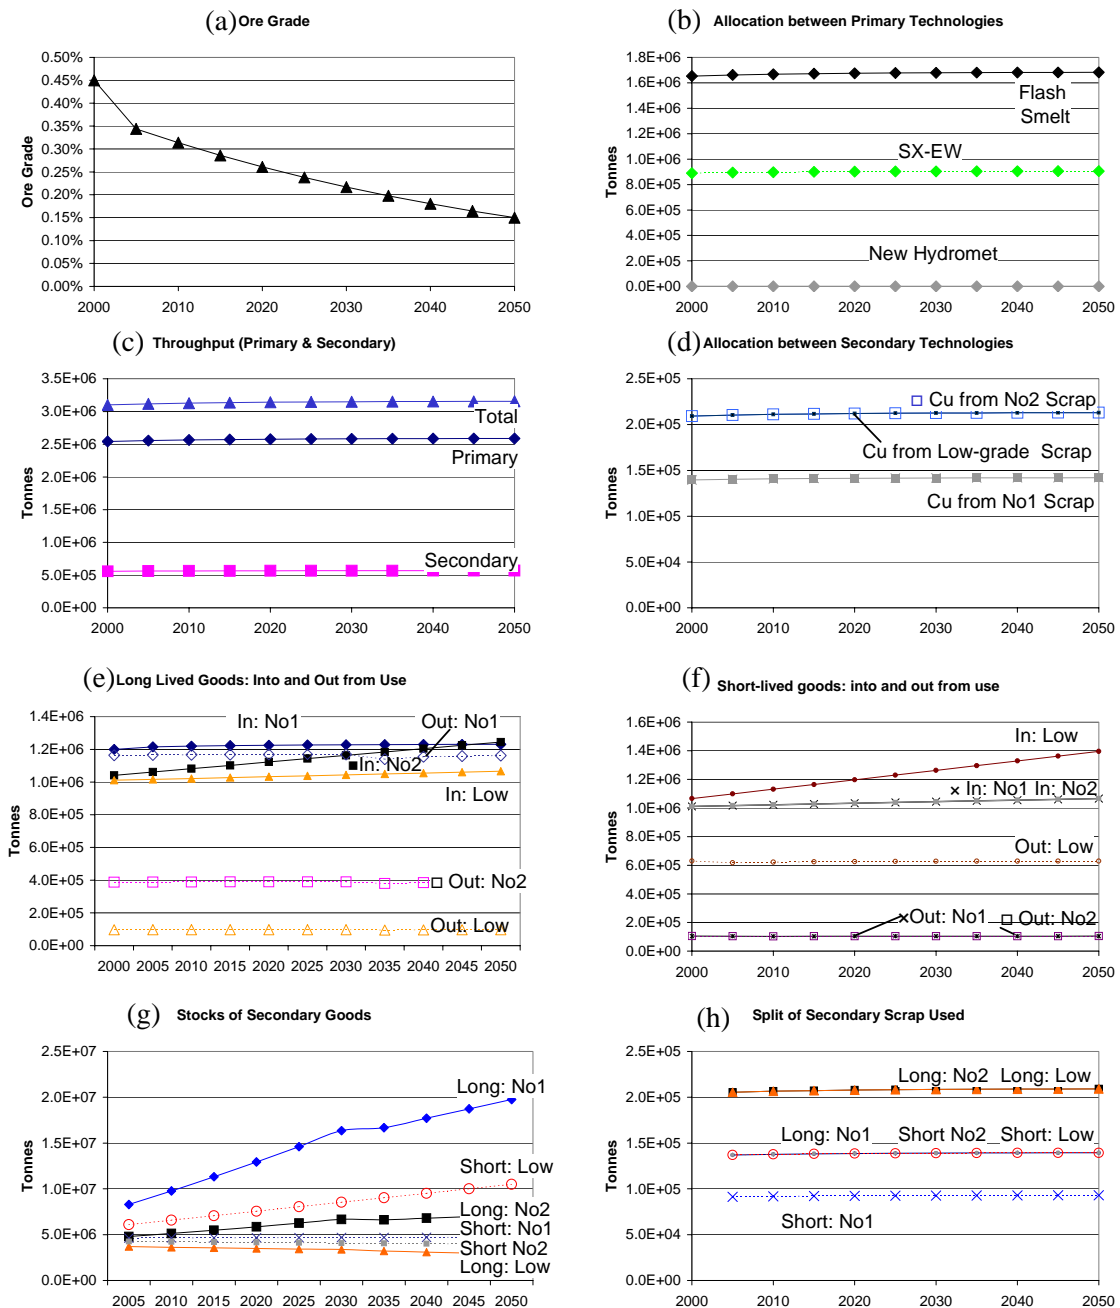 (a) Ore Grade
0.50%
0.45%
0.40%
0.35%
0.30%
0.25%
0.20%
0.15%
0.10%
0.05%
0.00%
Ore Grade
2000 2010 2020 2030 2040 2050
(b) Allocation between Primary Technologies
1.8E+06
1.6E+06
1.4E+06
1.2E+06
1.0E+06
8.0E+05
6.0E+05
4.0E+05
2.0E+05
0.0E+00
Tonnes
Flash
Smelt
SX-EW
New Hydromet
2000 2010 2020 2030 2040 2050
(c) Throughput (Primary & Secondary)
3.5E+06
3.0E+06
2.5E+06
2.0E+06
1.5E+06
1.0E+06
5.0E+05
0.0E+00
Tonnes
Total
Primary
Secondary
2000 2010 2020 2030 2040 2050
(d) Allocation between Secondary Technologies
2.5E+05
2.0E+05
1.5E+05
1.0E+05
5.0E+04
0.0E+00
Tonnes
Cu from No2 Scrap
Cu from Low-grade Scrap
Cu from No1 Scrap
2000 2010 2020 2030 2040 2050
(e) Long Lived Goods: Into and Out from Use
1.4E+06
1.2E+06
1.0E+06
8.0E+05
6.0E+05
4.0E+05
2.0E+05
0.0E+00
Tonnes
In: No1 Out: No1
In: No2
In: Low
Out: No2
Out: Low
2000 2005 2010 2015 2020 2025 2030 2035 2040 2045 2050
(f) Short-lived goods: into and out from use
1.6E+06
1.4E+06
1.2E+06
1.0E+06
8.0E+05
6.0E+05
4.0E+05
2.0E+05
0.0E+00
Tonnes
In: Low
In: No1 In: No2
Out: Low
Out: No1 Out: No2
2000 2010 2020 2030 2040 2050
(g) Stocks of Secondary Goods
2.5E+07
2.0E+07
1.5E+07
1.0E+07
5.0E+06
0.0E+00
Tonnes
Long: No1
Short: Low
Long: No2
Short: No1
Short No2
Long: Low
2005 2010 2015 2020 2025 2030 2035 2040 2045 2050
(h) Split of Secondary Scrap Used
2.5E+05
2.0E+05
1.5E+05
1.0E+05
5.0E+04
0.0E+00
Tonnes
Long: No2 Long: Low
Long: No1 Short No2 Short: Low
Short: No1
2000 2010 2020 2030 2040 2050